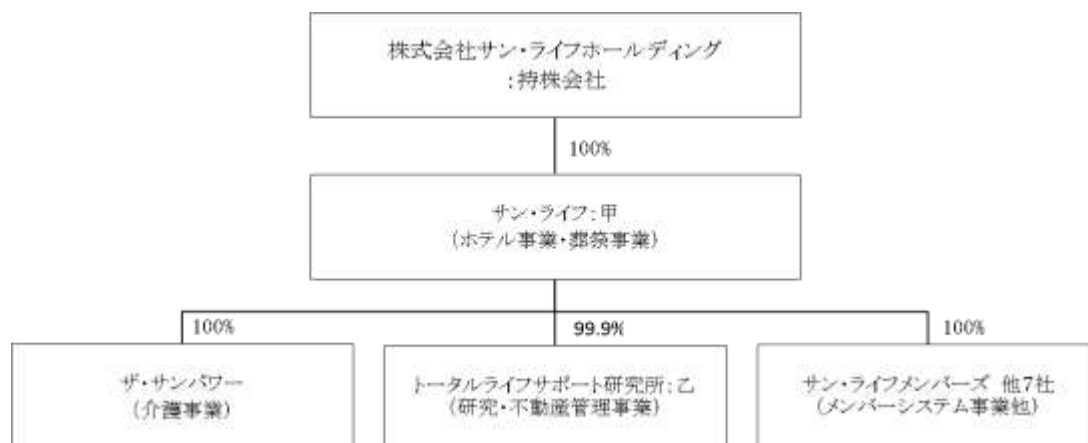 株式会社サン・ライフホールディング
:持株会社
100%
サン・ライフ:甲
(ホテル事業・葬祭事業)
100%
99.9%
100%
ザ・サンパワー
(介護事業)
トータルライフサポート研究所:乙
(研究・不動産管理事業)
サン・ライフメンバーズ 他7社
(メンバーシステム事業他)